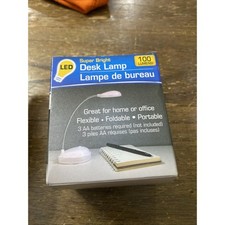 LED
Super Bright
Desk Lamp
Lampe de bureau
100
LUMENS
Great for home or office
Flexible • Foldable • Portable
3 AA batteries required (not included)
3 piles AA requises (pas incluses)